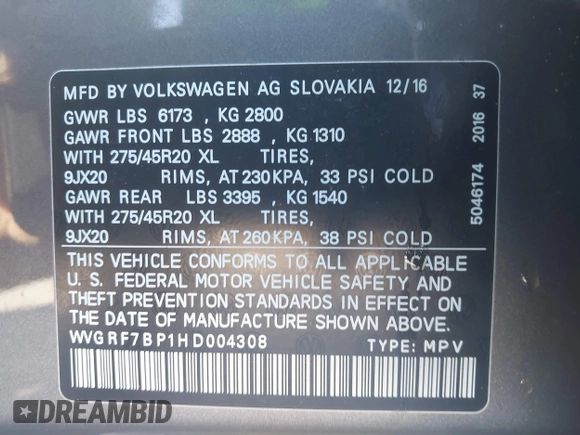 MFD BY VOLKSWAGEN AG SLOVAKIA 12/16
GVWR LBS 6173 , KG 2800
GAWR FRONT LBS 2888 , KG 1310
WITH 275/45R20 XL TIRES,
9JX20 RIMS, AT 230KPA, 33 PSI COLD
GAWR REAR LBS 3395 , KG 1540
WITH 275/45R20 XL TIRES,
9JX20 RIMS, AT 260KPA, 38 PSI COLD
THIS VEHICLE CONFORMS TO ALL APPLICABLE
U. S. FEDERAL MOTOR VEHICLE SAFETY AND
THEFT PREVENTION STANDARDS IN EFFECT ON
THE DATE OF MANUFACTURE SHOWN ABOVE.
WVGRF7BP1HD004308 TYPE: MPV
5046174 2016 37
DREAMBID